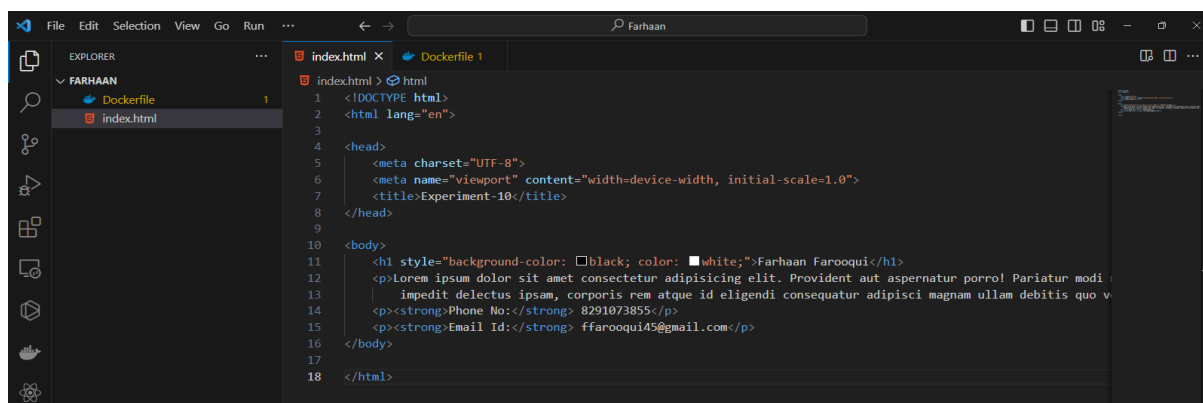 File Edit Selection View Go Run ··· ← → Farhaan
EXPLORER ···
FARHAAN
Dockerfile 1
index.html
index.html × Dockerfile 1 ···
index.html > html
1 <!DOCTYPE html>
2 <html lang="en">
3
4 <head>
5 <meta charset="UTF-8">
6 <meta name="viewport" content="width=device-width, initial-scale=1.0">
7 <title>Experiment-10</title>
8 </head>
9
10 <body>
11 <h1 style="background-color: black; color: white;">Farhaan Farooqui</h1>
12 <p>Lorem ipsum dolor sit amet consectetur adipisicing elit. Provident aut aspernatur porro! Pariatur modi
13 impedit delectus ipsam, corporis rem atque id eligendi consequatur adipisci magnam ullam debitis quo
14 <p><strong>Phone No:</strong> 8291073855</p>
15 <p><strong>Email Id:</strong> ffarooqui45@gmail.com</p>
16 </body>
17
18 </html>